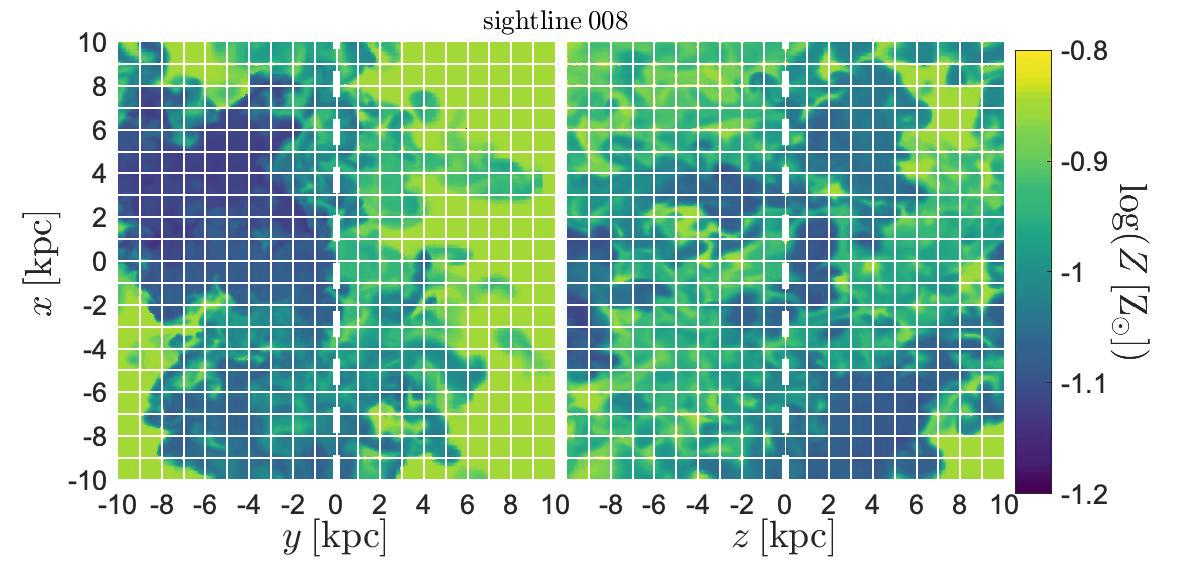 sightline 008
10
8
6
4
2
0
-2
-4
-6
-8
-10
x [kpc]
-10 -8 -6 -4 -2 0 2 4 6 8 10
y [kpc]
-8 -6 -4 -2 0 2 4 6 8 10
z [kpc]
-0.8
-0.9
-1
-1.1
-1.2
log(Z [Z⊙])